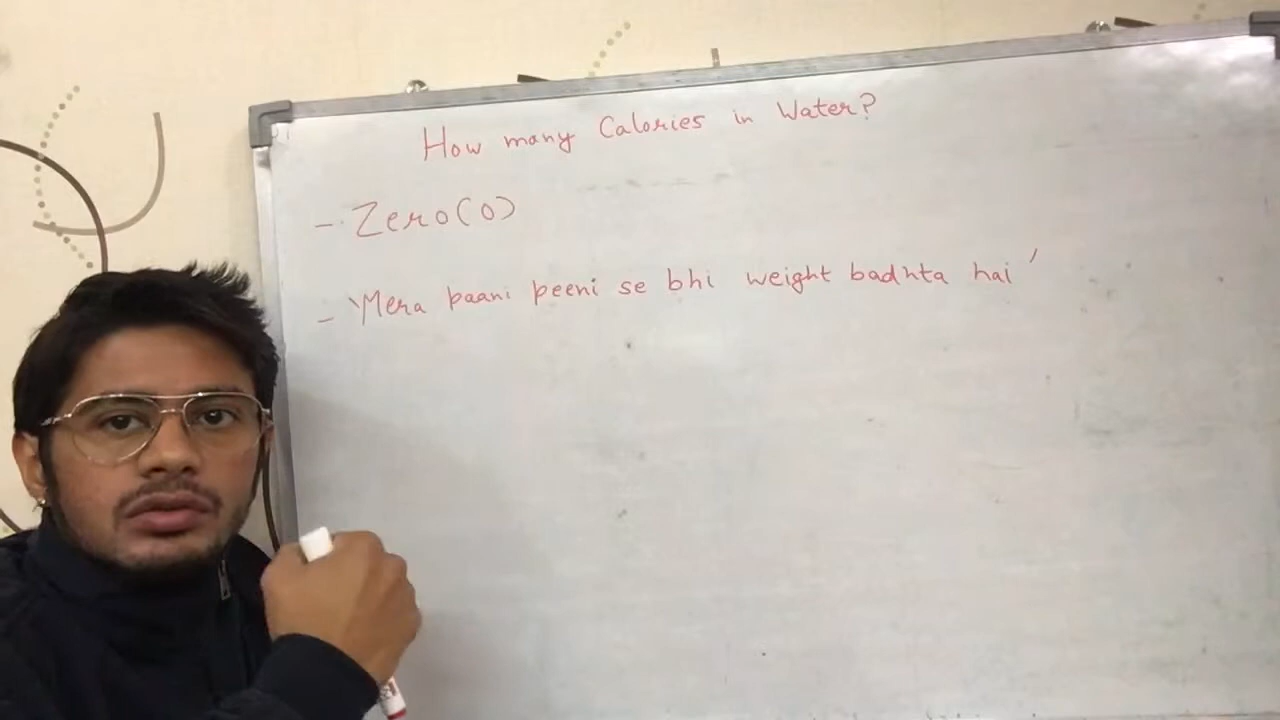 How many Calories in Water?
- Zero(0)
- 'Mera paani peeni se bhi weight badhta hai'